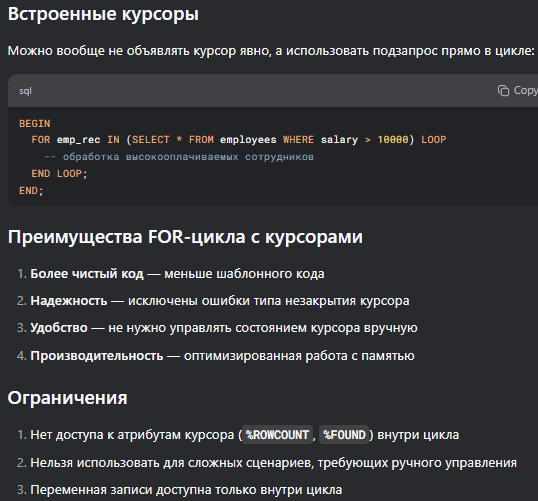 Встроенные курсоры
Можно вообще не объявлять курсор явно, а использовать подзапрос прямо в цикле:
sql
Copy
BEGIN
FOR emp_rec IN (SELECT * FROM employees WHERE salary > 10000) LOOP
-- обработка высокооплачиваемых сотрудников
END LOOP;
END;
Преимущества FOR-цикла с курсорами
1. Более чистый код — меньше шаблонного кода
2. Надежность — исключены ошибки типа незакрытия курсора
3. Удобство — не нужно управлять состоянием курсора вручную
4. Производительность — оптимизированная работа с памятью
Ограничения
1. Нет доступа к атрибутам курсора (%ROWCOUNT, %FOUND) внутри цикла
2. Нельзя использовать для сложных сценариев, требующих ручного управления
3. Переменная записи доступна только внутри цикла